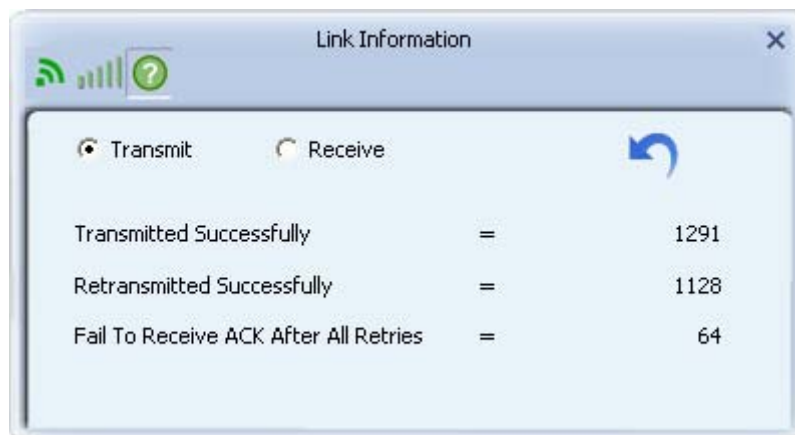 Link Information
Transmit Receive
Transmitted Successfully = 1291
Retransmitted Successfully = 1128
Fail To Receive ACK After All Retries = 64